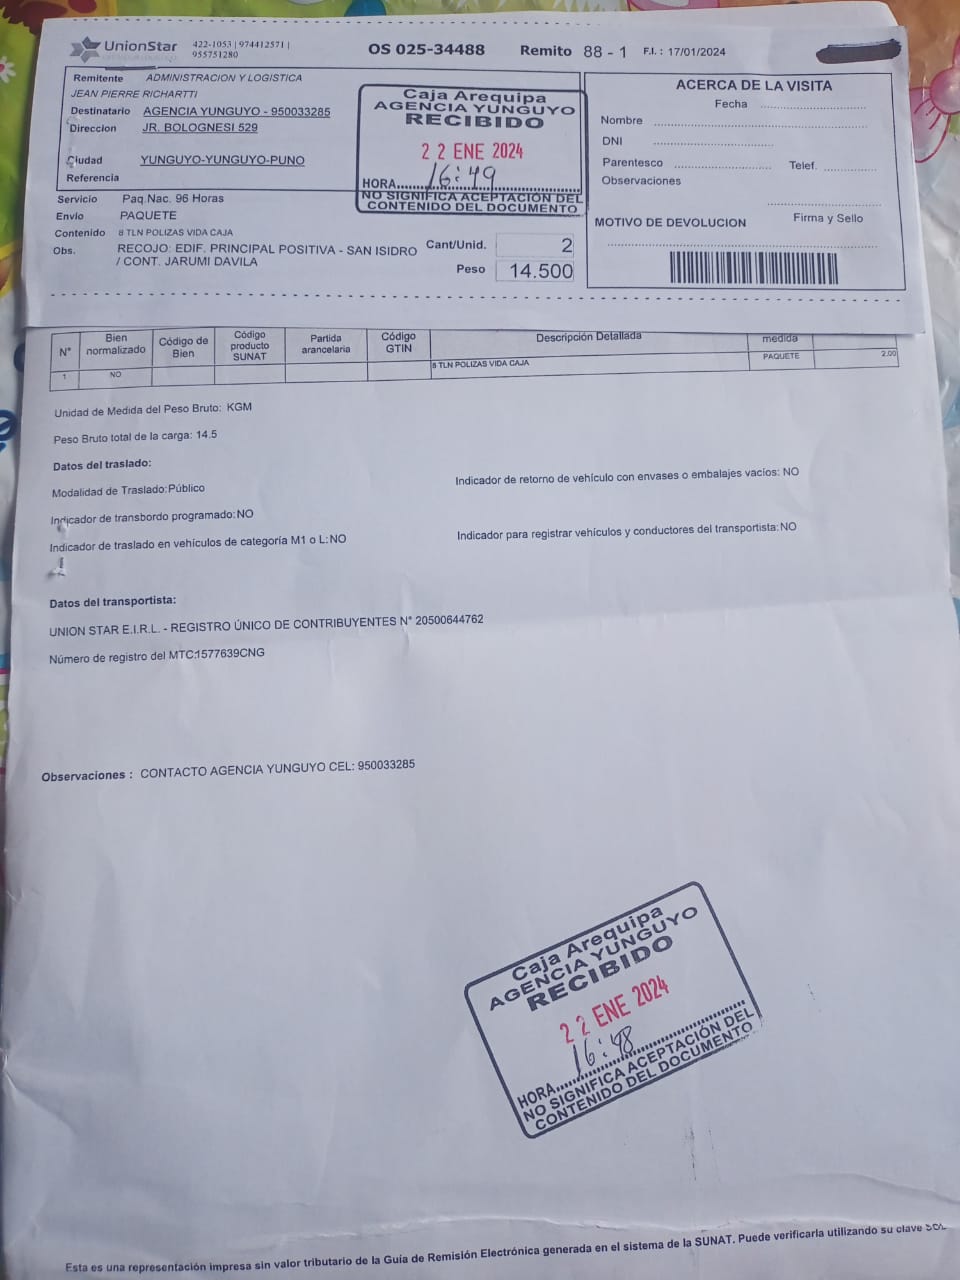 UnionStar 422-1053 | 974412571 | 955751280 OS 025-34488 Remito 88 - 1 F.I. : 17/01/2024
Remitente ADMINISTRACION Y LOGISTICA
JEAN PIERRE RICHARTTI
Destinatario AGENCIA YUNGUYO - 950033285
Direccion JR. BOLOGNESI 529
Ciudad YUNGUYO-YUNGUYO-PUNO
Referencia
Caja Arequipa
AGENCIA YUNGUYO
RECIBIDO
22 ENE 2024
HORA 16:49
NO SIGNIFICA ACEPTACION DEL
CONTENIDO DEL DOCUMENTO
ACERCA DE LA VISITA
Fecha
Nombre
DNI
Parentesco Telef.
Observaciones
Firma y Sello
MOTIVO DE DEVOLUCION
Servicio Paq.Nac. 96 Horas
Envio PAQUETE
Contenido 8 TLN POLIZAS VIDA CAJA
Obs. RECOJO: EDIF. PRINCIPAL POSITIVA - SAN ISIDRO
/ CONT. JARUMI DAVILA
Cant/Unid. 2
Peso 14.500
N° Bien normalizado Código de Bien Código producto SUNAT Partida arancelaria Código GTIN Descripción Detallada medida
1 NO 8 TLN POLIZAS VIDA CAJA PAQUETE 2.00
Unidad de Medida del Peso Bruto: KGM
Peso Bruto total de la carga: 14.5
Datos del traslado:
Modalidad de Traslado:Público Indicador de retorno de vehículo con envases o embalajes vacíos: NO
Indicador de transbordo programado:NO
Indicador de traslado en vehículos de categoría M1 o L:NO Indicador para registrar vehículos y conductores del transportista:NO
Datos del transportista:
UNION STAR E.I.R.L. - REGISTRO ÚNICO DE CONTRIBUYENTES N° 20500644762
Número de registro del MTC:1577639CNG
Observaciones : CONTACTO AGENCIA YUNGUYO CEL: 950033285
Caja Arequipa
AGENCIA YUNGUYO
RECIBIDO
22 ENE 2024
HORA 16:48
NO SIGNIFICA ACEPTACIÓN DEL
CONTENIDO DEL DOCUMENTO
Esta es una representación impresa sin valor tributario de la Guía de Remisión Electrónica generada en el sistema de la SUNAT. Puede verificarla utilizando su clave SOL